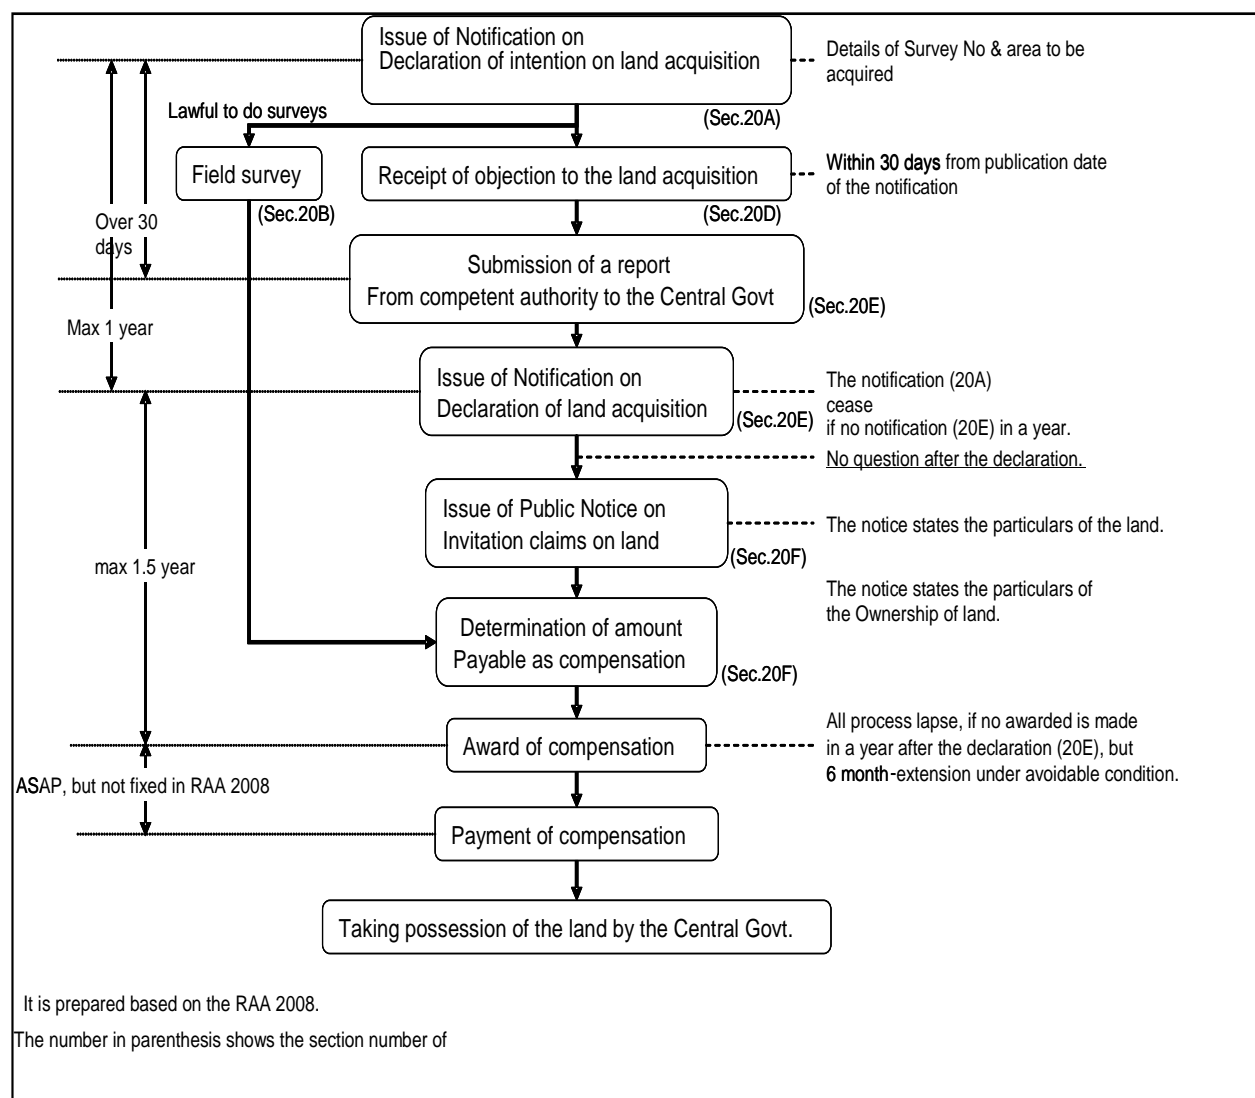 Issue of Notification on
Declaration of intention on land acquisition
Details of Survey No & area to be
acquired
(Sec.20A)
Lawful to do surveys
Field survey
(Sec.20B)
Receipt of objection to the land acquisition
(Sec.20D)
Within 30 days from publication date
of the notification
Over 30
days
Submission of a report
From competent authority to the Central Govt
(Sec.20E)
Max 1 year
Issue of Notification on
Declaration of land acquisition
(Sec.20E)
The notification (20A)
cease
if no notification (20E) in a year.
No question after the declaration.
Issue of Public Notice on
Invitation claims on land
(Sec.20F)
The notice states the particulars of the land.
max 1.5 year
The notice states the particulars of
the Ownership of land.
Determination of amount
Payable as compensation
(Sec.20F)
Award of compensation
All process lapse, if no awarded is made
in a year after the declaration (20E), but
6 month-extension under avoidable condition.
ASAP, but not fixed in RAA 2008
Payment of compensation
Taking possession of the land by the Central Govt.
It is prepared based on the RAA 2008.
The number in parenthesis shows the section number of